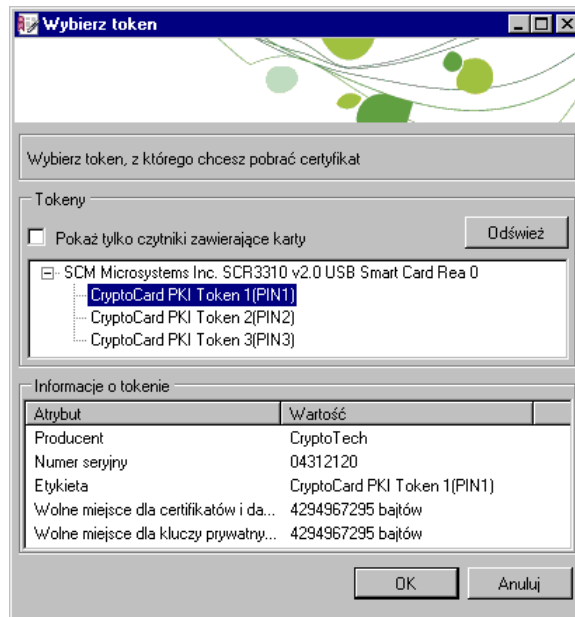 Wybierz token
Wybierz token, z którego chcesz pobrać certyfikat
Tokeny
Pokaż tylko czytniki zawierające karty
Odśwież
SCM Microsystems Inc. SCR3310 v2.0 USB Smart Card Rea 0
CryptoCard PKI Token 1(PIN1)
CryptoCard PKI Token 2(PIN2)
CryptoCard PKI Token 3(PIN3)
Informacje o tokenie
Atrybut Wartość
Producent CryptoTech
Numer seryjny 04312120
Etykieta CryptoCard PKI Token 1(PIN1)
Wolne miejsce dla certifikatów i da... 4294967295 bajtów
Wolne miejsce dla kluczy prywatny... 4294967295 bajtów
OK Anuluj